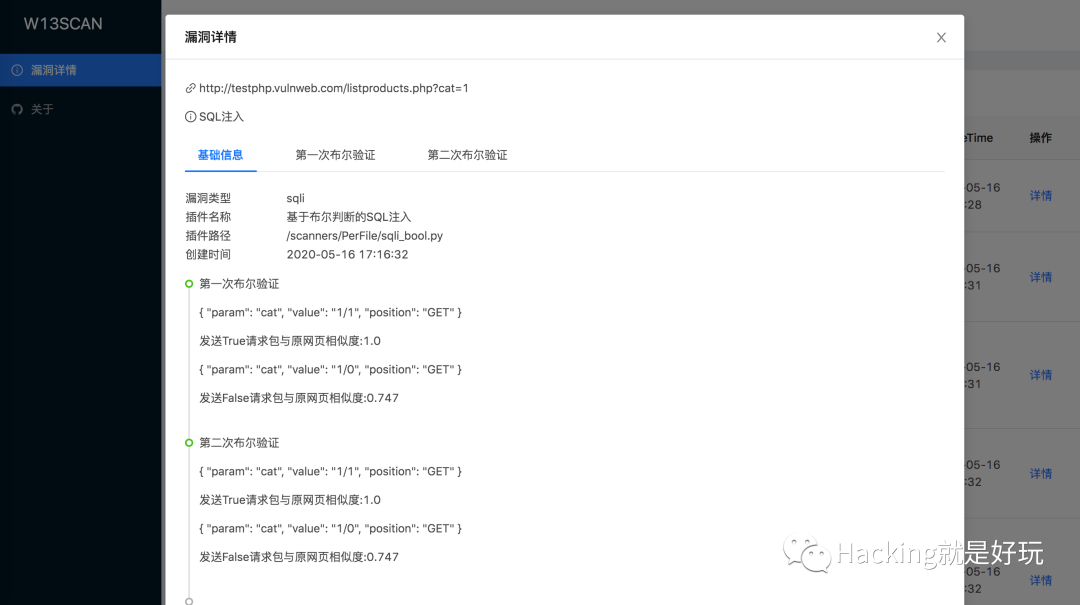 W13SCAN
漏洞详情
关于
漏洞详情
http://testphp.vulnweb.com/listproducts.php?cat=1
SQL注入
基础信息 第一次布尔验证 第二次布尔验证
漏洞类型 sqli
插件名称 基于布尔判断的SQL注入
插件路径 /scanners/PerFile/sqli_bool.py
创建时间 2020-05-16 17:16:32
第一次布尔验证
{ "param": "cat", "value": "1/1", "position": "GET" }
发送True请求包与原网页相似度:1.0
{ "param": "cat", "value": "1/0", "position": "GET" }
发送False请求包与原网页相似度:0.747
第二次布尔验证
{ "param": "cat", "value": "1/1", "position": "GET" }
发送True请求包与原网页相似度:1.0
{ "param": "cat", "value": "1/0", "position": "GET" }
发送False请求包与原网页相似度:0.747
eTime 操作
-05-16
:28 详情
-05-16
:31 详情
-05-16
:31 详情
-05-16
:32 详情
-05-16
:32 详情
Hacking就是好玩